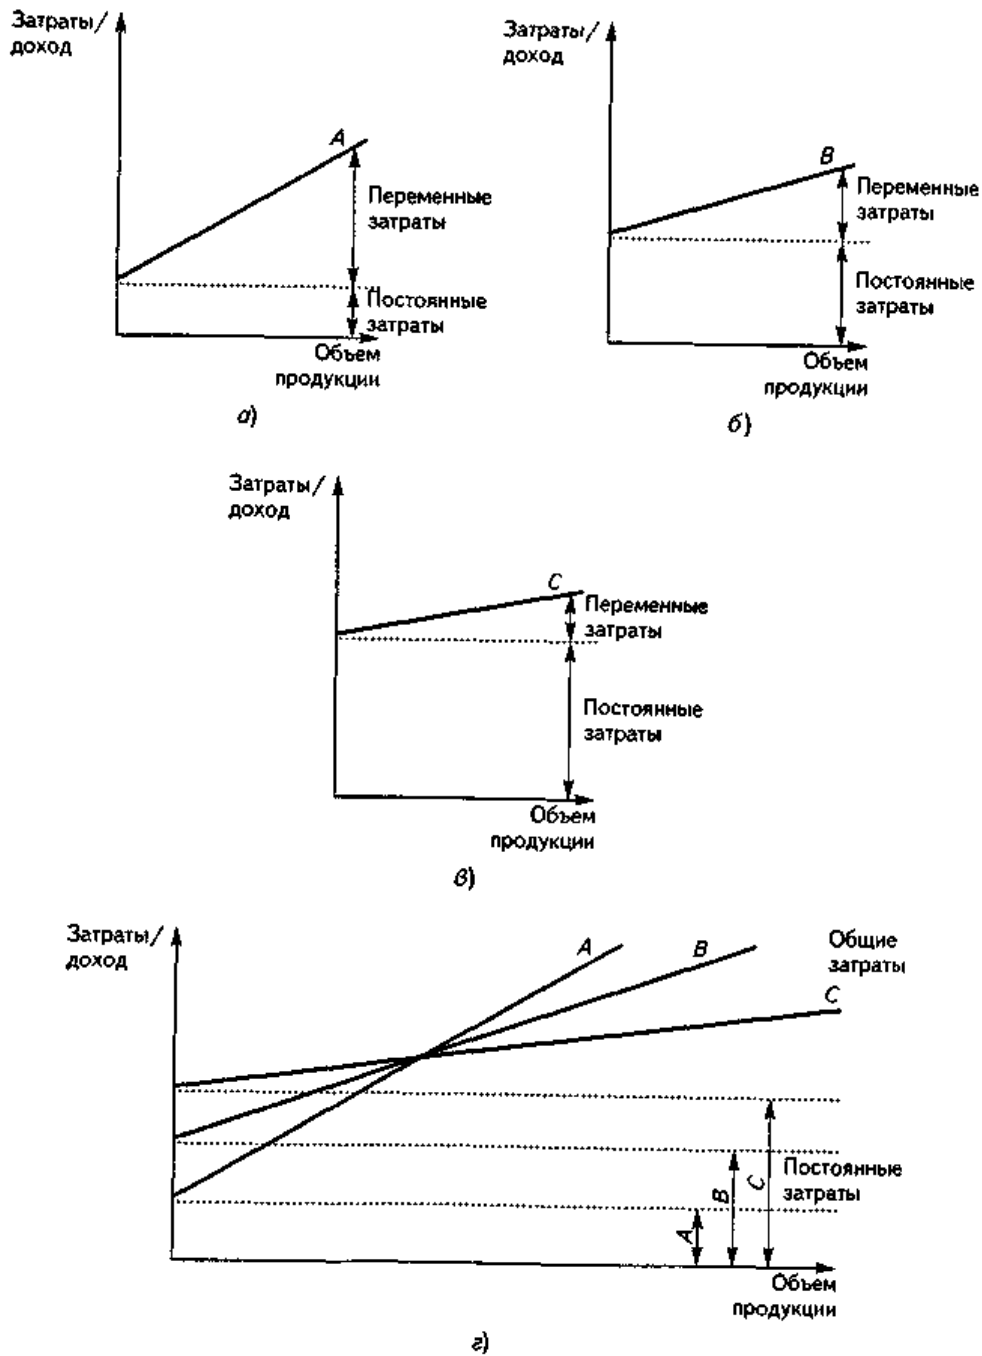 Затраты/
доход
A
Переменные
затраты
Постоянные
затраты
Объем
продукции
а)
Затраты/
доход
B
Переменные
затраты
Постоянные
затраты
Объем
продукции
б)
Затраты/
доход
C
Переменные
затраты
Постоянные
затраты
Объем
продукции
в)
Затраты/
доход
A
B
Общие
затраты
C
Постоянные
затраты
A
B
C
Объем
продукции
г)